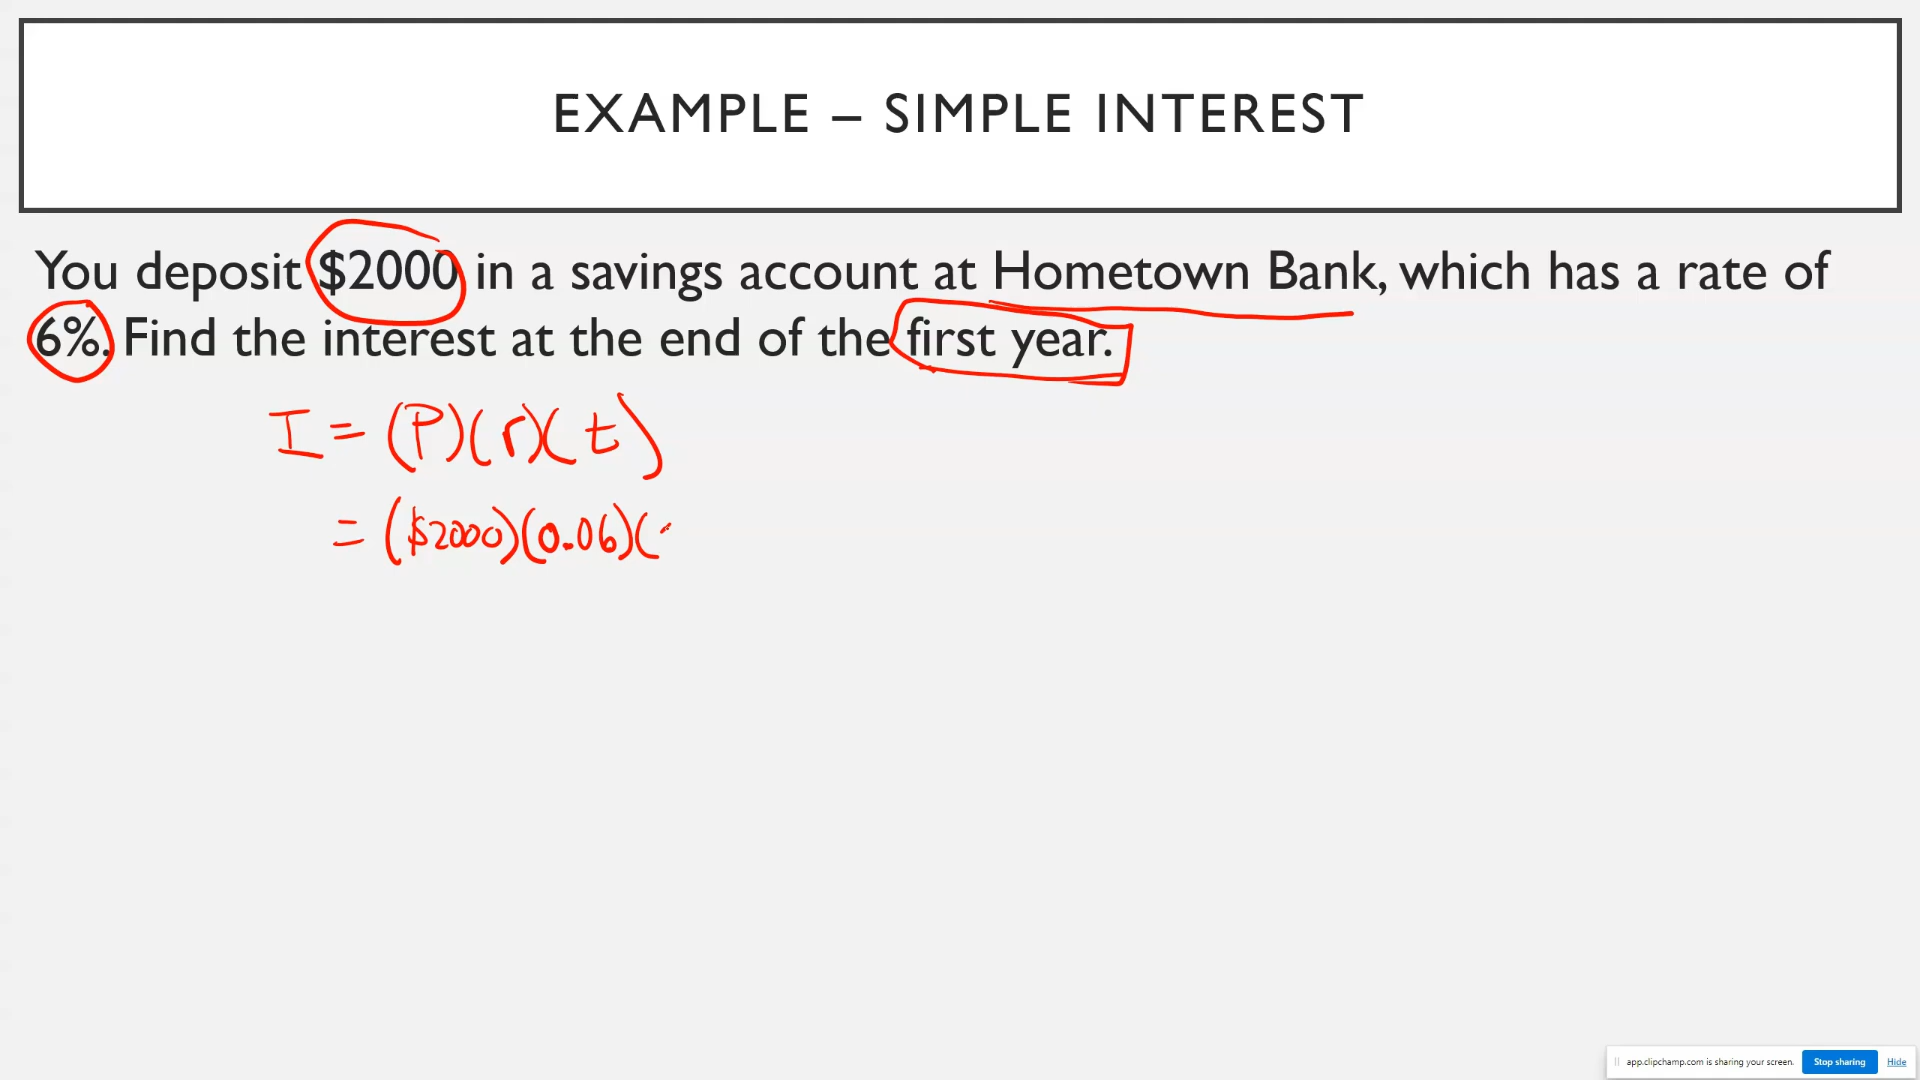 EXAMPLE – SIMPLE INTEREST
You deposit $2000 in a savings account at Hometown Bank, which has a rate of
6%. Find the interest at the end of the first year.
I = (P)(r)(t)
= ($2000)(0.06)(
app.clipchamp.com is sharing your screen. Stop sharing Hide